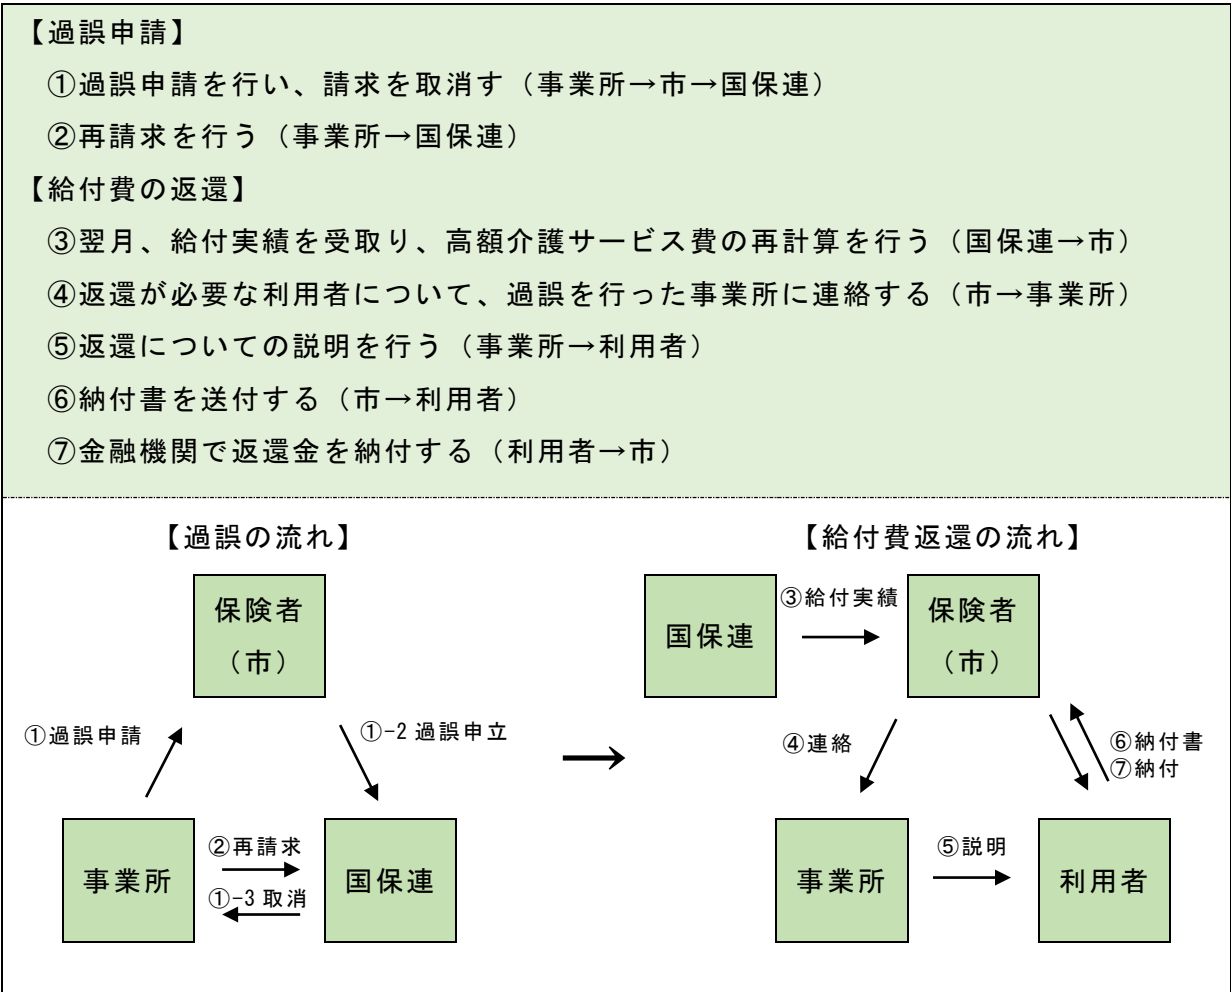 【過誤申請】
①過誤申請を行い、請求を取消す（事業所→市→国保連）
②再請求を行う（事業所→国保連）
【給付費の返還】
③翌月、給付実績を受取り、高額介護サービス費の再計算を行う（国保連→市）
④返還が必要な利用者について、過誤を行った事業所に連絡する（市→事業所）
⑤返還についての説明を行う（事業所→利用者）
⑥納付書を送付する（市→利用者）
⑦金融機関で返還金を納付する（利用者→市）
【過誤の流れ】
保険者
（市）
①過誤申請
①-2 過誤申立
②再請求
①-3 取消
事業所
国保連
【給付費返還の流れ】
国保連
③給付実績
保険者
（市）
④連絡
⑥納付書
⑦納付
事業所
⑤説明
利用者